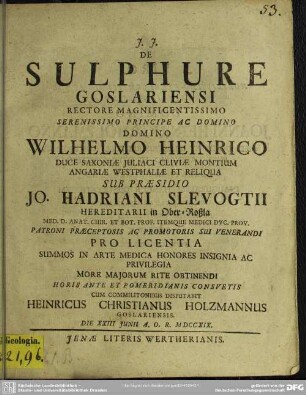 53.
J. J.
DE
SULPHURE
GOSLARIENSI
RECTORE MAGNIFICENTISSIMO
SERENISSIMO PRINCIPE AC DOMINO
DOMINO
WILHELMO HEINRICO
DUCE SAXONIÆ JULIACI CLIVIÆ MONTIUM
ANGARIÆ WESTPHALIÆ ET RELIQUA
SUB PRÆSIDIO
JO. HADRIANI SLEVOGTII
HEREDITARII in Ober-Roßla
MED. D. ANAT. CHIR. ET BOT. PROF. ITEMQUE MEDICI DUC. PROV.
PATRONI PRÆCEPTORIS AC PROMOTORIS SUI VENERANDI
PRO LICENTIA
SUMMOS IN ARTE MEDICA HONORES INSIGNIA AC
PRIVILEGIA
MORE MAJORUM RITE OBTINENDI
HORIS ANTE ET POMERIDIANIS CONSVETIS
CUM COMMILITONIBUS DISPUTABIT
HEINRICUS CHRISTIANUS HOLZMANNUS
GOSLARIENSIS.
DIE XXIII JUNII A. O. R. MDCCXIX.
JENÆ LITERIS WERTHERIANIS.
Geologia.
21,96